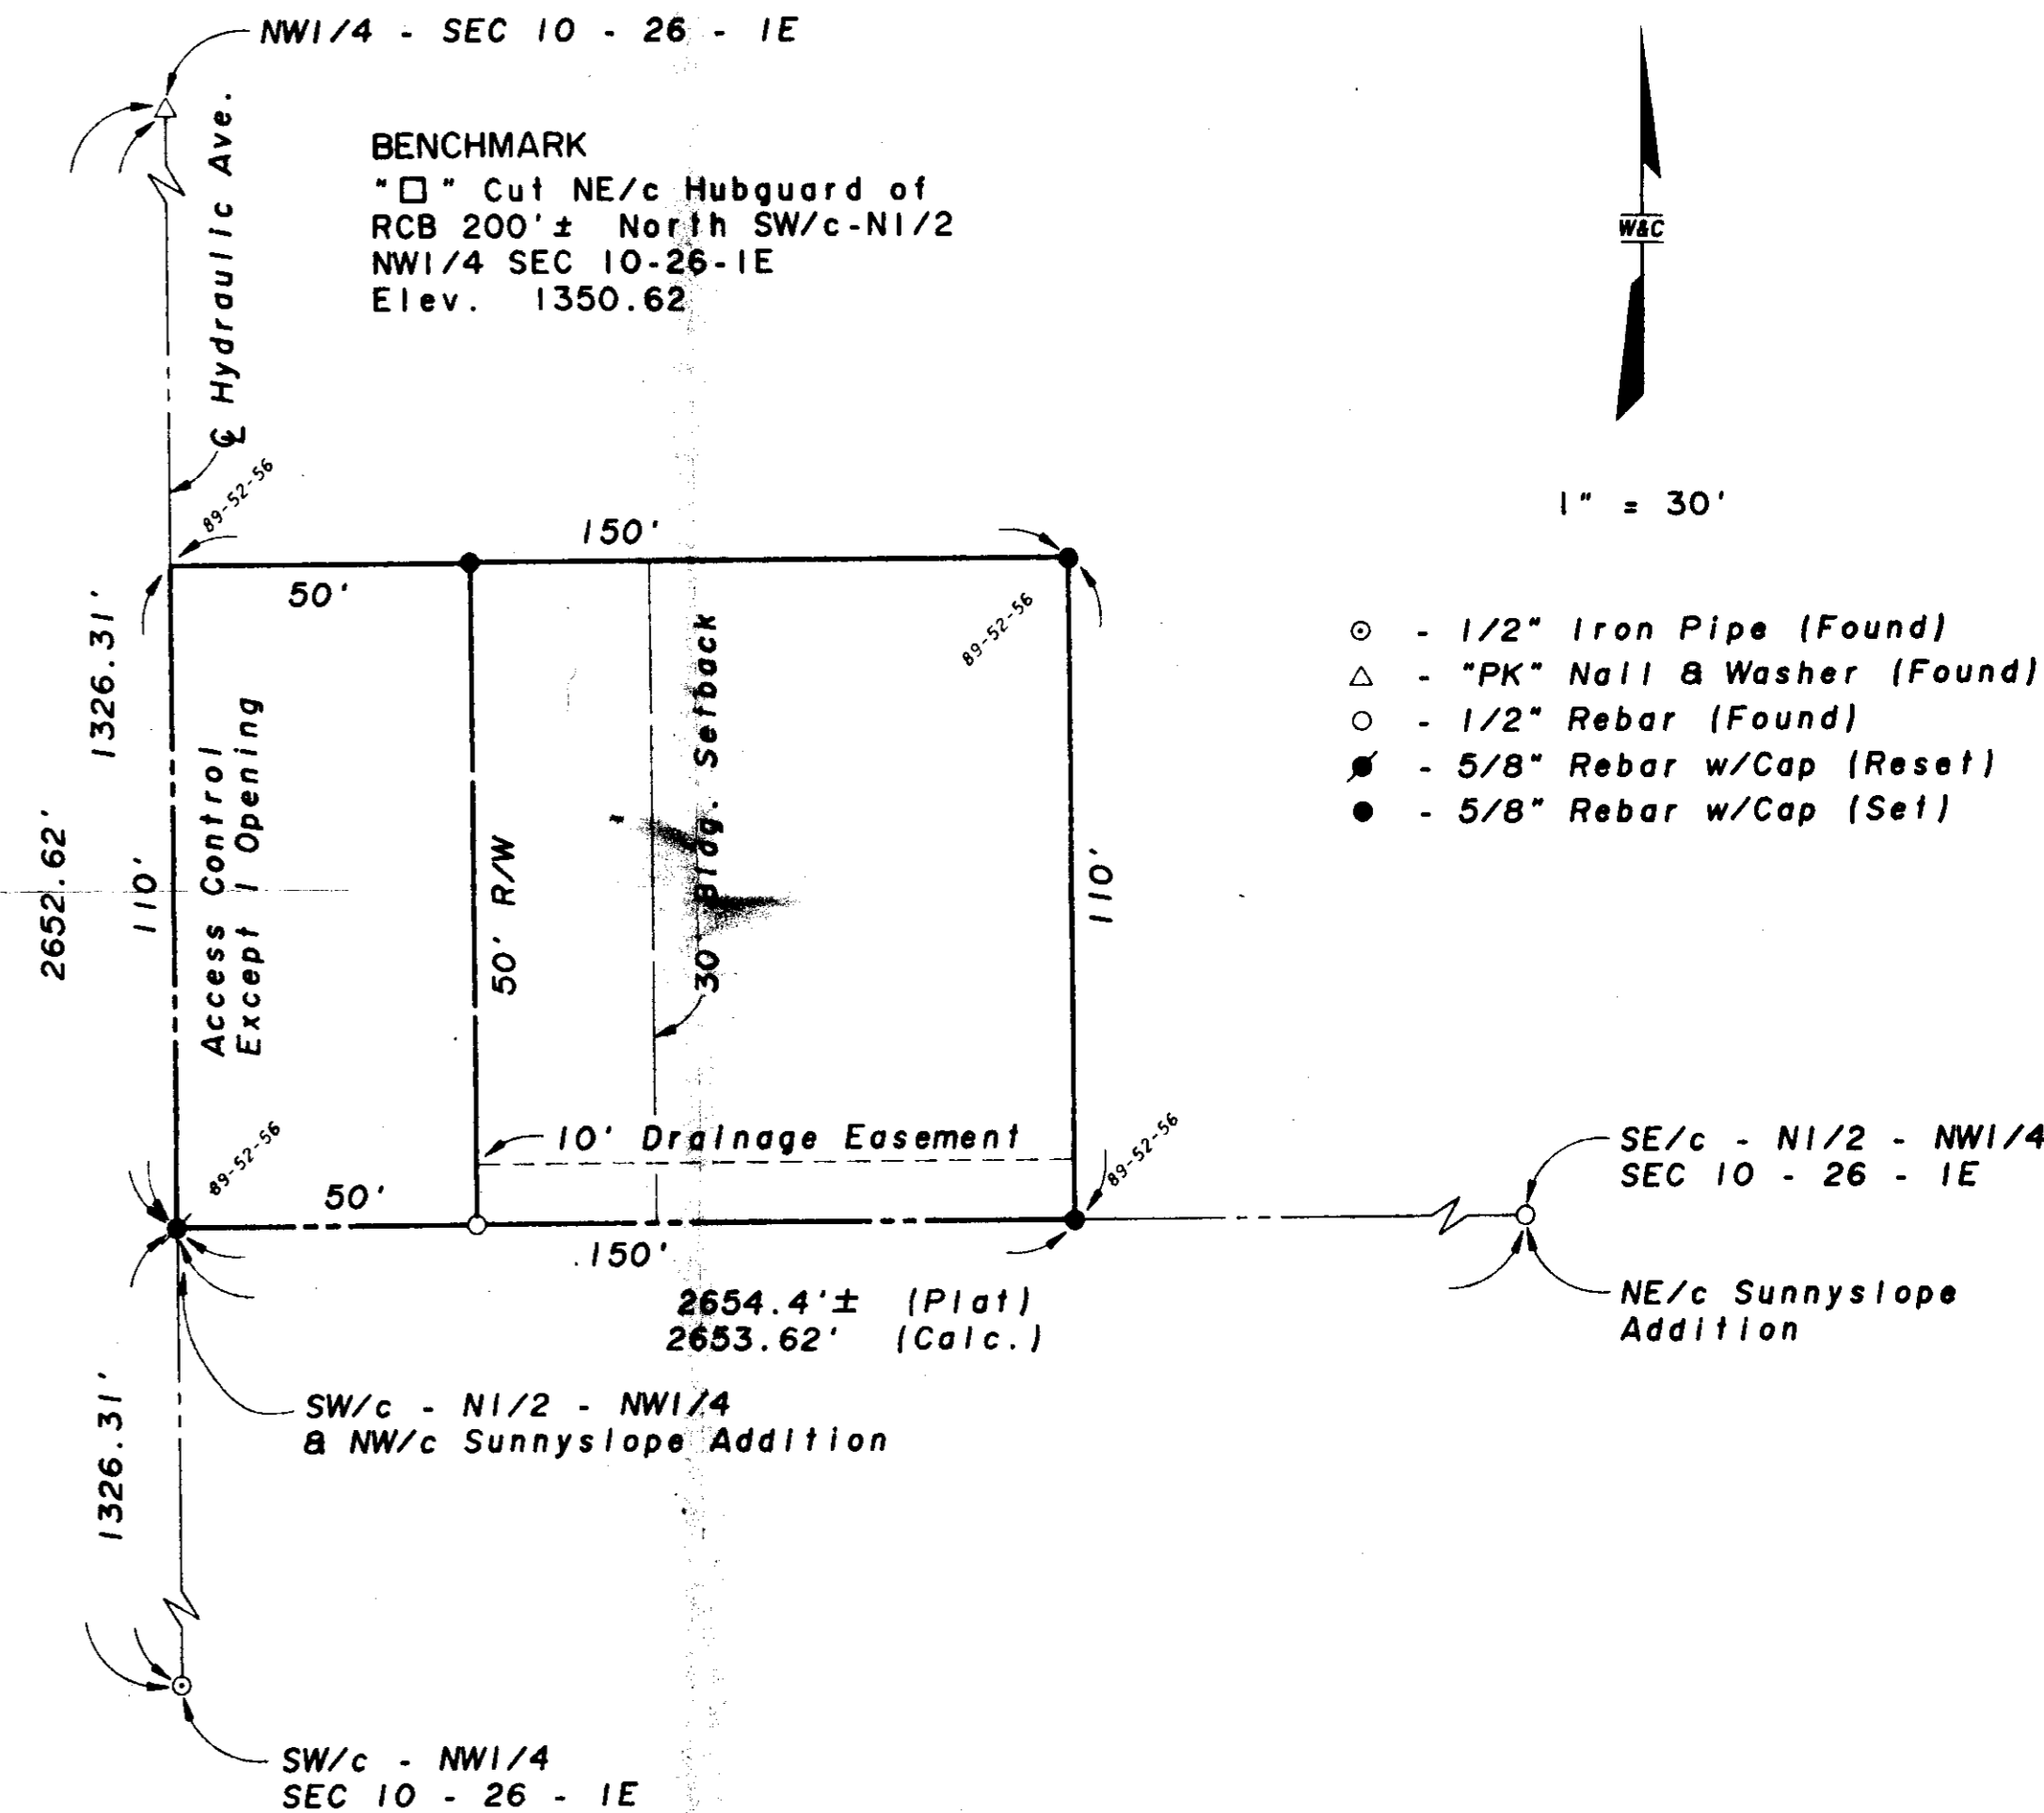 NW1/4 - SEC 10 - 26 - 1E
℄ Hydraulic Ave.
BENCHMARK
"□" Cut NE/c Hubguard of
RCB 200'± North SW/c-N1/2
NW1/4 SEC 10-26-1E
Elev. 1350.62
W&C
1" = 30'
89-52-56
150'
50'
1326.31'
89-52-56
⊙ - 1/2" Iron Pipe (Found)
△ - "PK" Nail & Washer (Found)
○ - 1/2" Rebar (Found)
- 5/8" Rebar w/Cap (Reset)
● - 5/8" Rebar w/Cap (Set)
2652.62'
110'
Access Control
Except 1 Opening
50' R/W
30' Bldg. Setback
110'
89-52-56
10' Drainage Easement
89-52-56
50'
150'
SE/c - N1/2 - NW1/4
SEC 10 - 26 - 1E
2654.4'± (Plat)
2653.62' (Calc.)
NE/c Sunnyslope
Addition
SW/c - N1/2 - NW1/4
& NW/c Sunnyslope Addition
1326.31'
SW/c - NW1/4
SEC 10 - 26 - 1E